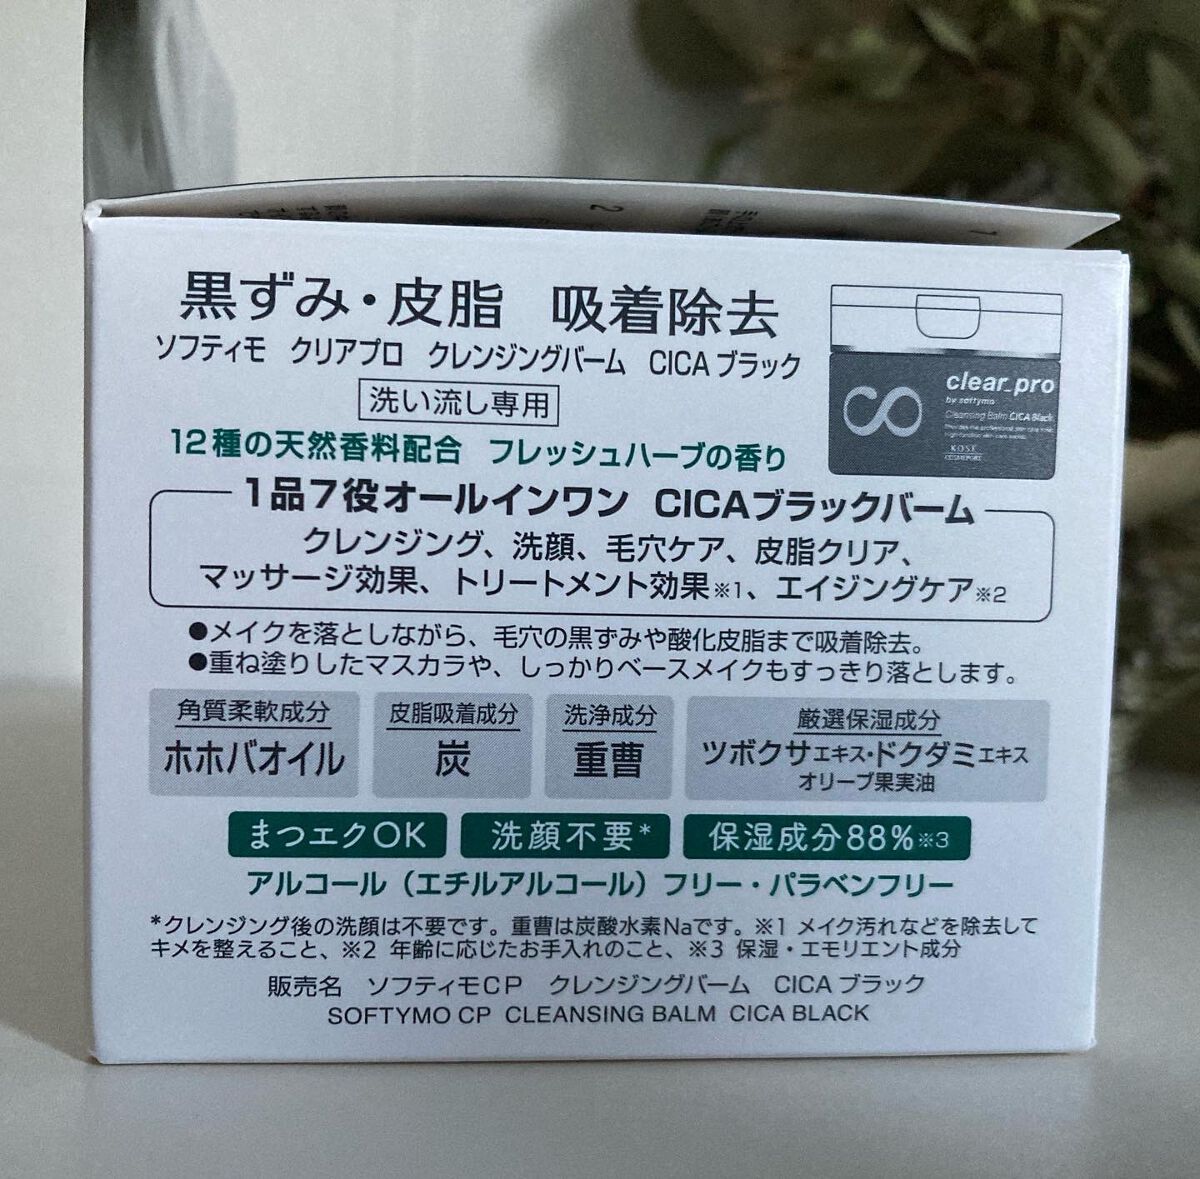 黒ずみ・皮脂 吸着除去
ソフティモ クリアプロ クレンジングバーム CICAブラック
洗い流し専用
12種の天然香料配合 フレッシュハーブの香り
clear_pro
by softymo
Cleansing Balm CICA Black
KOSÉ
COSMEPORT
1品7役オールインワン CICAブラックバーム
クレンジング、洗顔、毛穴ケア、皮脂クリア、
マッサージ効果、トリートメント効果※1、エイジングケア※2
●メイクを落としながら、毛穴の黒ずみや酸化皮脂まで吸着除去。
●重ね塗りしたマスカラや、しっかりベースメイクもすっきり落とします。
角質柔軟成分
ホホバオイル
皮脂吸着成分
炭
洗浄成分
重曹
厳選保湿成分
ツボクサエキス・ドクダミエキス
オリーブ果実油
まつエクOK
洗顔不要*
保湿成分88%※3
アルコール（エチルアルコール）フリー・パラベンフリー
*クレンジング後の洗顔は不要です。重曹は炭酸水素Naです。※1 メイク汚れなどを除去して
キメを整えること、※2 年齢に応じたお手入れのこと、※3 保湿・エモリエント成分
販売名 ソフティモCP クレンジングバーム CICA ブラック
SOFTYMO CP CLEANSING BALM CICA BLACK